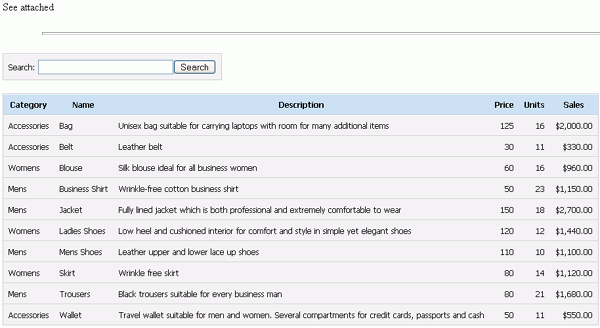 See attached
Search: Search
Category Name Description Price Units Sales
Accessories Bag Unisex bag suitable for carrying laptops with room for many additional items 125 16 $2,000.00
Accessories Belt Leather belt 30 11 $330.00
Womens Blouse Silk blouse ideal for all business women 60 16 $960.00
Mens Business Shirt Wrinkle-free cotton business shirt 50 23 $1,150.00
Mens Jacket Fully lined jacket which is both professional and extremely comfortable to wear 150 18 $2,700.00
Womens Ladies Shoes Low heel and cushioned interior for comfort and style in simple yet elegant shoes 120 12 $1,440.00
Mens Mens Shoes Leather upper and lower lace up shoes 110 10 $1,100.00
Womens Skirt Wrinkle free skirt 80 14 $1,120.00
Mens Trousers Black trousers suitable for every business man 80 21 $1,680.00
Accessories Wallet Travel wallet suitable for men and women. Several compartments for credit cards, passports and cash 50 11 $550.00